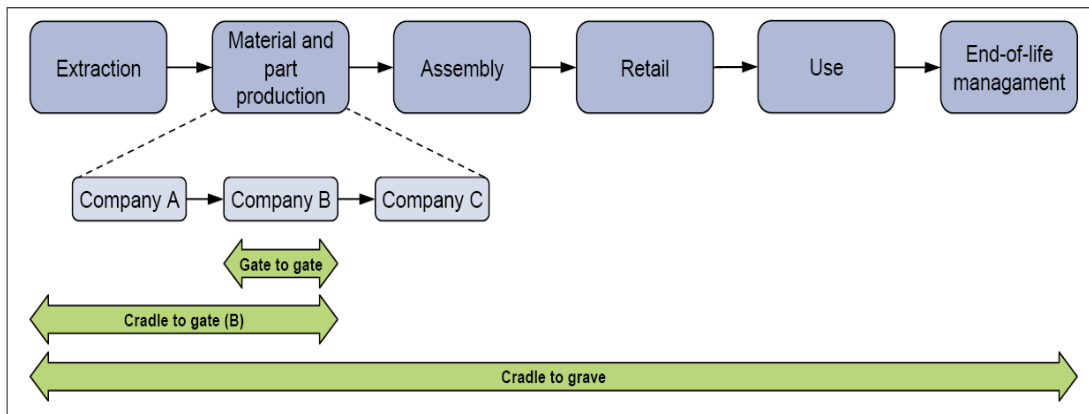 Extraction
Material and
part
production
Assembly
Retail
Use
End-of-life
managament
Company A
Company B
Company C
Gate to gate
Cradle to gate (B)
Cradle to grave